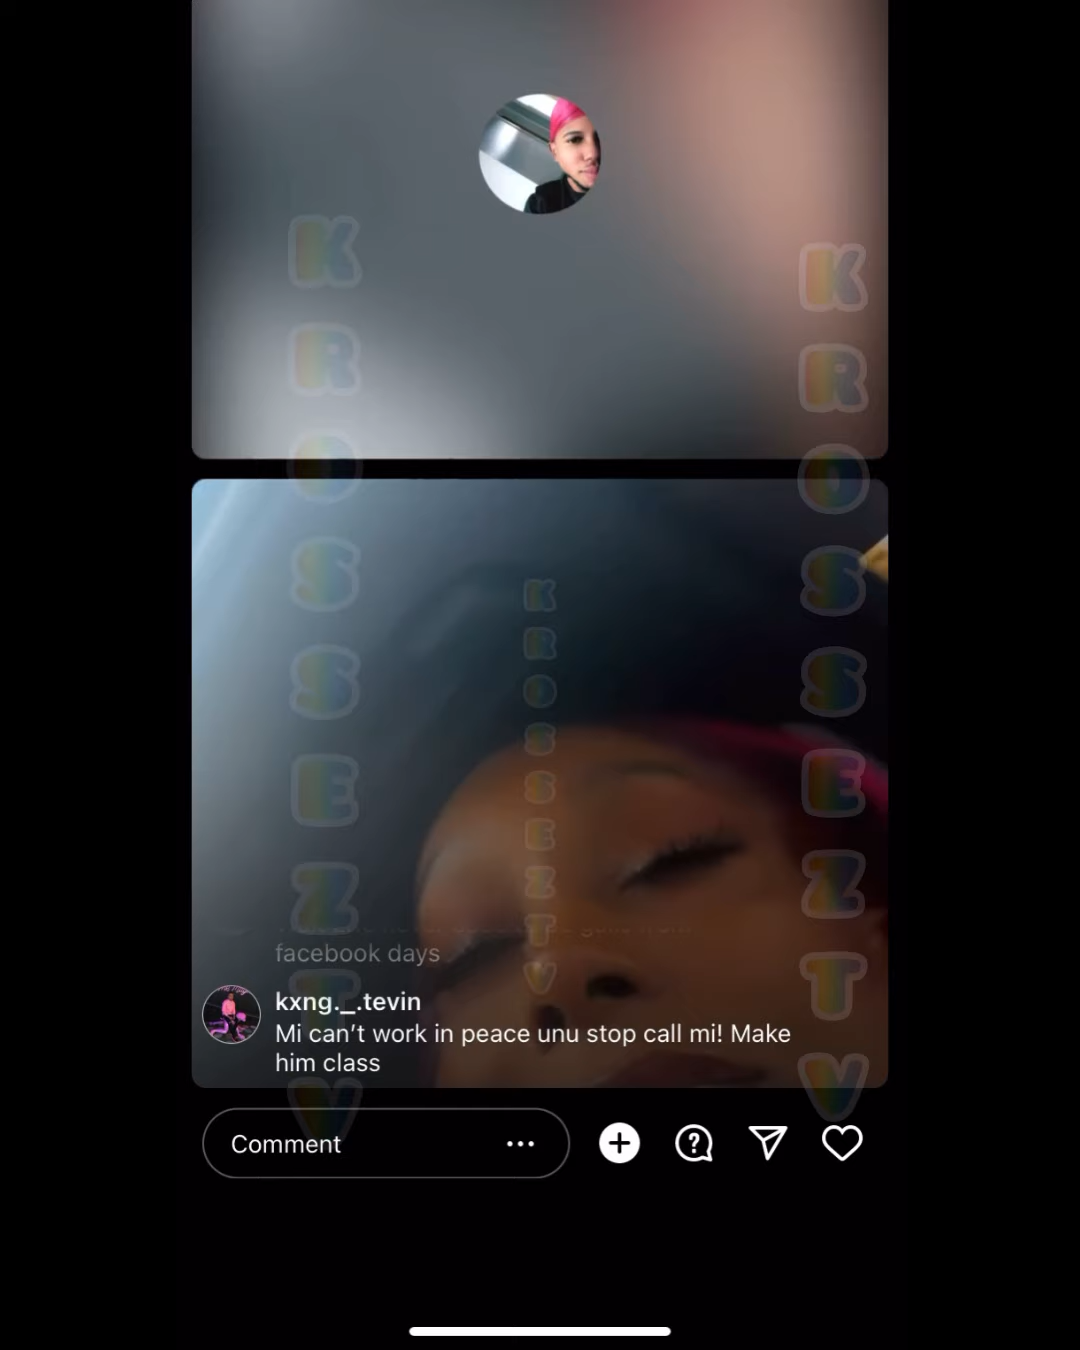 K
R
O
S
S
E
Z
T
V
K
R
O
S
S
E
Z
T
V
K
R
O
S
S
E
Z
T
V
facebook days
kxng._.tevin
Mi can’t work in peace unu stop call mi! Make
him class
Comment